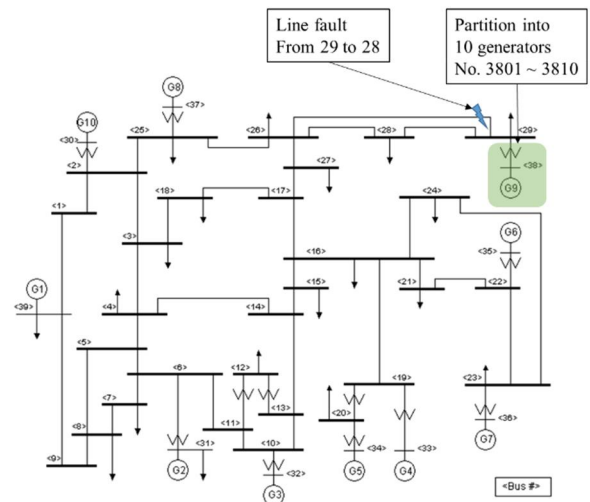 Line fault
From 29 to 28
Partition into
10 generators
No. 3801 ~ 3810
G8
<37>
G10
<30>
<25>
<26>
<28>
<29>
<2>
<27>
<38>
G9
<18>
<17>
<24>
<1>
G6
<3>
<16>
<35>
G1
<15>
<21>
<22>
<39>
<4>
<14>
<5>
<6>
<12>
<19>
<23>
<7>
<13>
<20>
<36>
<8>
<11>
<31>
<10>
<34>
<33>
G7
<9>
G2
<32>
G5
G4
G3
<Bus #>